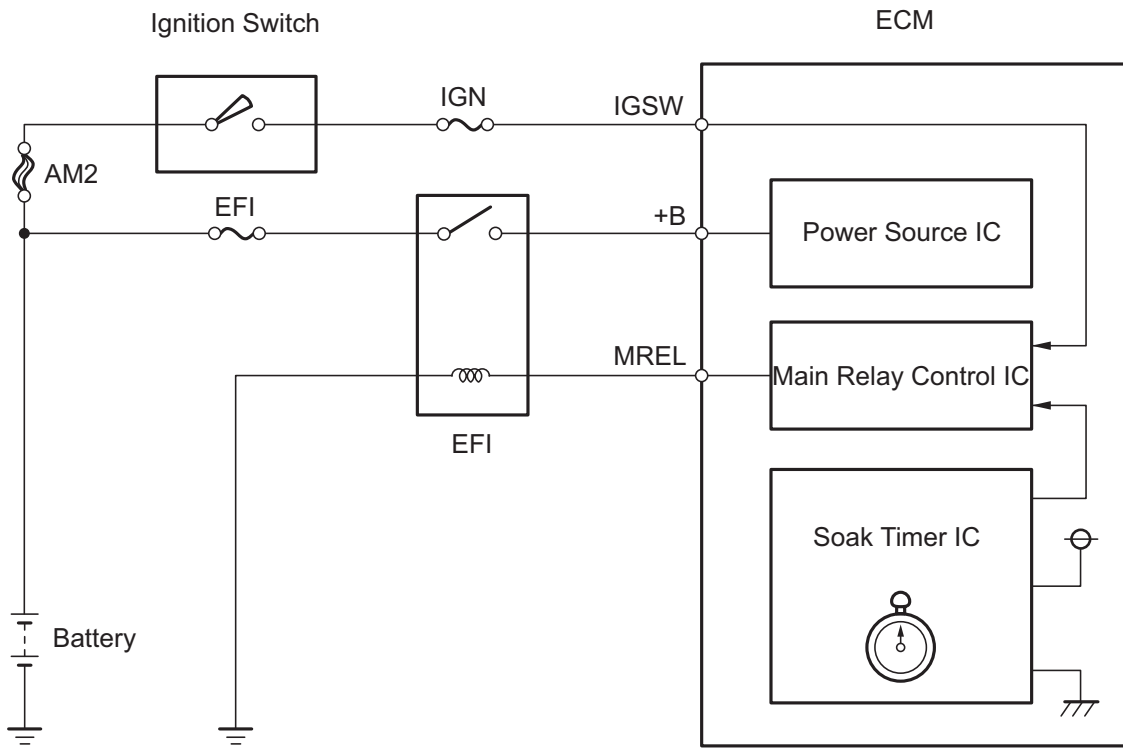 Ignition Switch
ECM
IGN
IGSW
AM2
EFI
+B
Power Source IC
MREL
Main Relay Control IC
EFI
Soak Timer IC
Battery